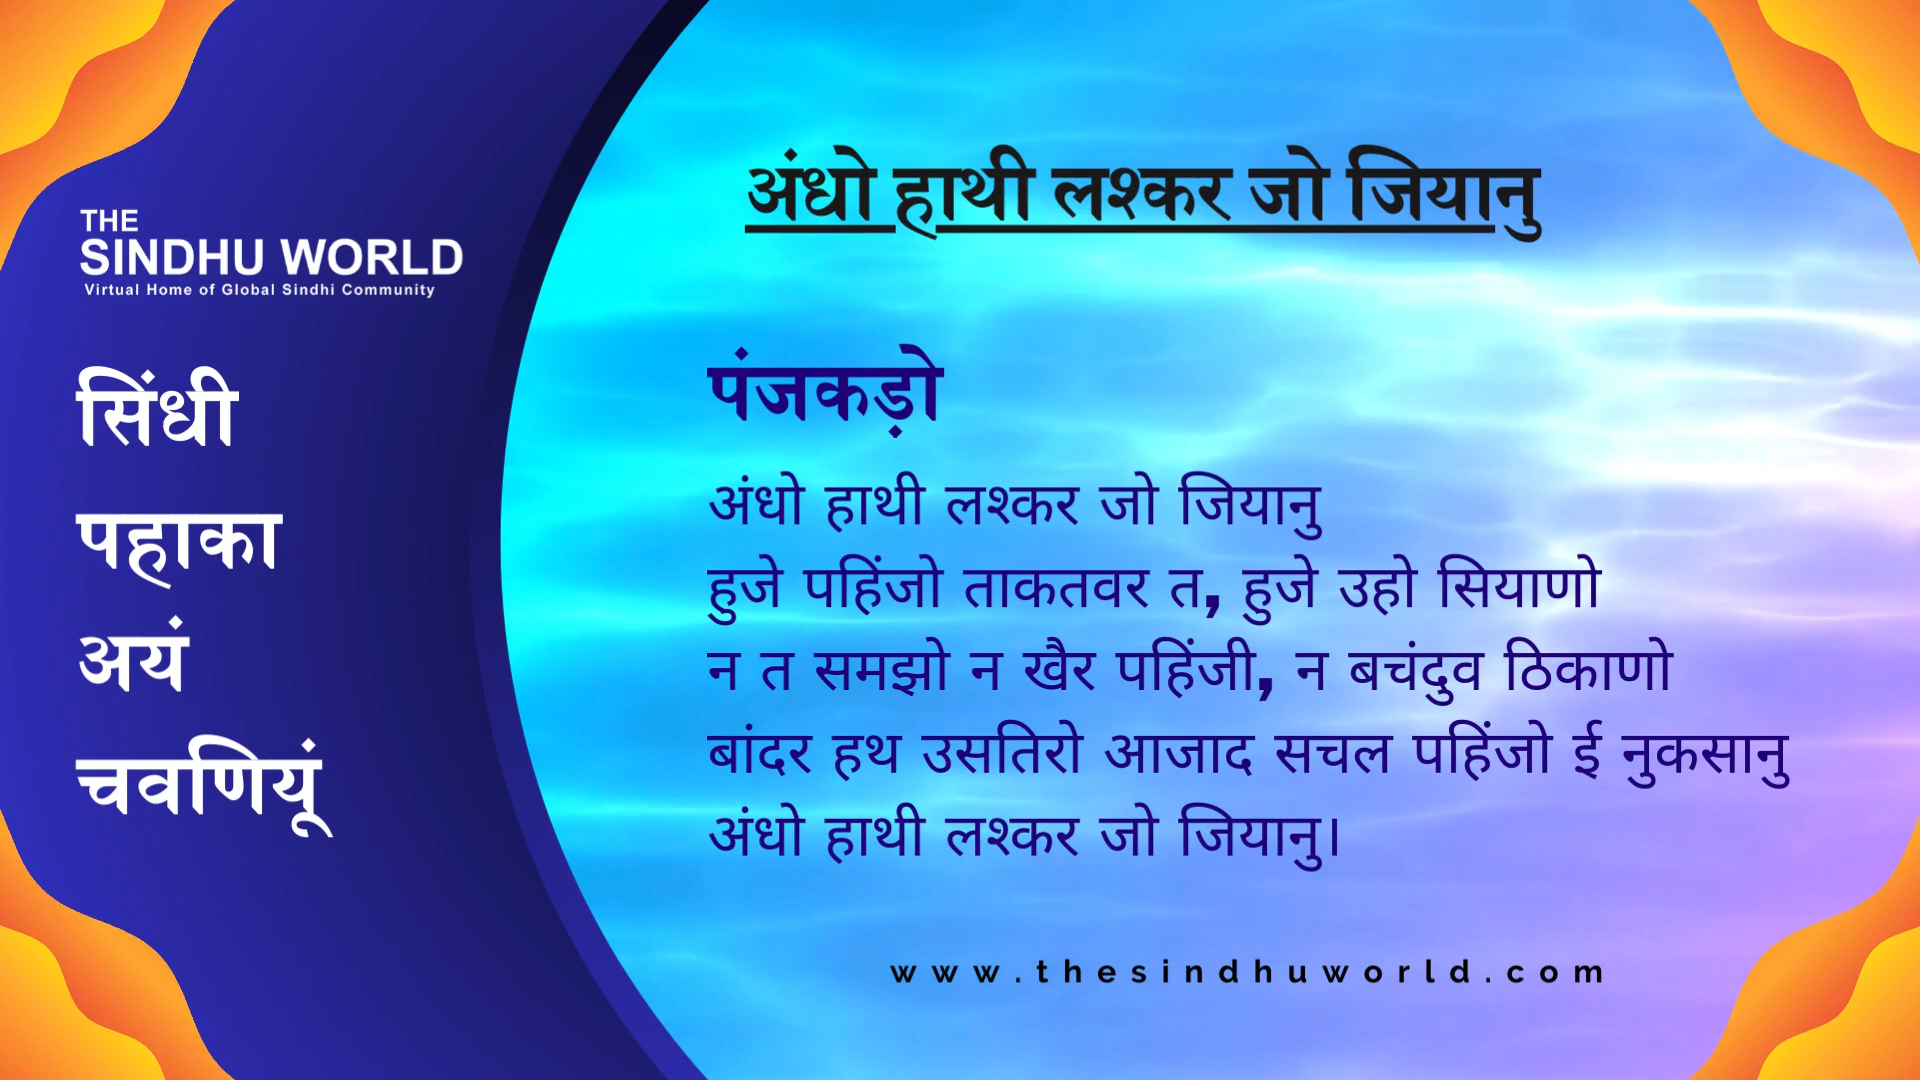 THE
SINDHU WORLD
Virtual Home of Global Sindhi Community
सिंधी
पहाका
अयं
चवणियूं
अंधो हाथी लश्कर जो जियानु
पंजकड़ो
अंधो हाथी लश्कर जो जियानु
हुजे पहिंजो ताकतवर त, हुजे उहो सियाणो
न त समझो न खैर पहिंजी, न बचंदुव ठिकाणो
बांदर हथ उसतिरो आजाद सचल पहिंजो ई नुकसानु
अंधो हाथी लश्कर जो जियानु।
www.thesindhuworld.com